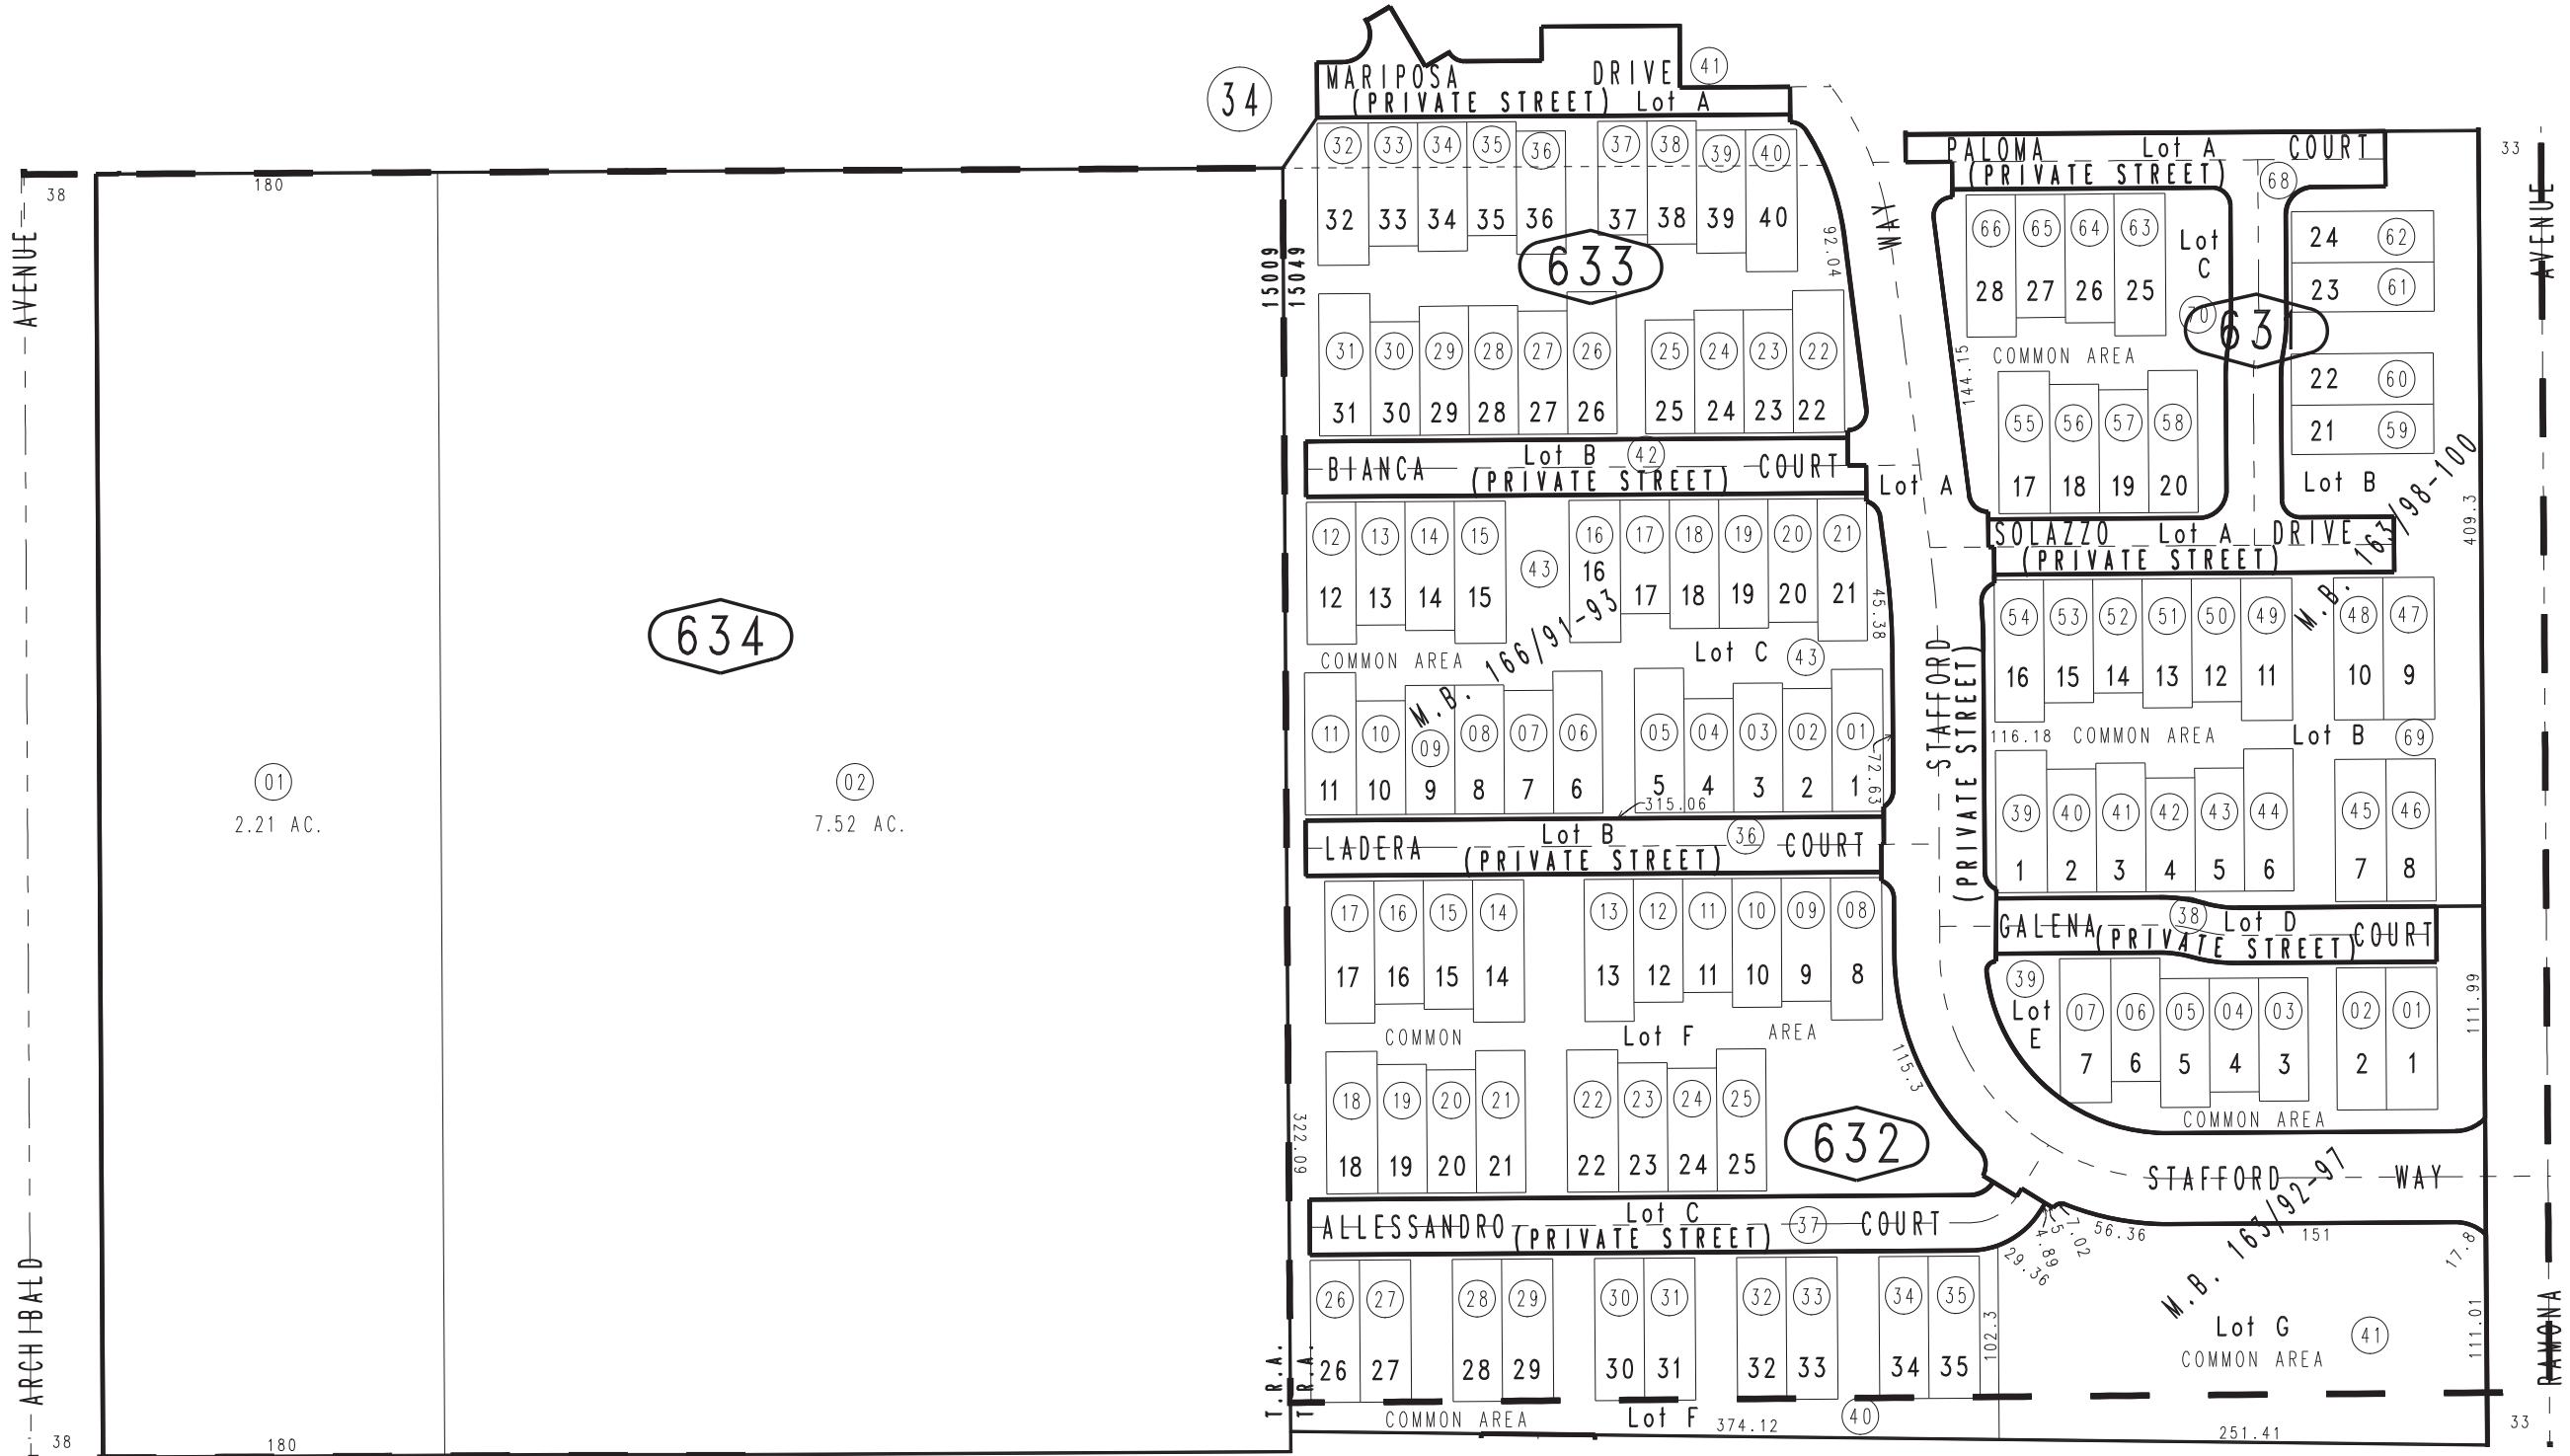 MARIPOSA DRIVE 41
(PRIVATE STREET) Lot A
34
32 33 34 35 36 37 38 39 40
32 33 34 35 36 37 38 39 40
633
92.04
WAY
PALOMA Lot A COURT
(PRIVATE STREET) 68
33
AVENUE
38
180
AVENUE
15009
15049
66 65 64 63
28 27 26 25
Lot
C
70
631
24 62
23 61
22 60
21 59
Lot B
COMMON AREA
144.15
31 30 29 28 27 26 25 24 23 22
31 30 29 28 27 26 25 24 23 22
55 56 57 58
17 18 19 20
BIANCA Lot B 42 COURT
(PRIVATE STREET)
Lot A
409.3
M.B. 163/98-100
SOLAZZO Lot A DRIVE
(PRIVATE STREET)
12 13 14 15 43 16 17 18 19 20 21
12 13 14 15 16 17 18 19 20 21
45.38
COMMON AREA
M.B. 166/91-93
Lot C 43
634
54 53 52 51 50 49 48 47
16 15 14 13 12 11 10 9
STAFFORD
(PRIVATE STREET)
116.18 COMMON AREA Lot B 69
11 10 09 08 07 06 05 04 03 02 01
11 10 9 8 7 6 5 4 3 2 1
72.63
315.06
01
2.21 AC.
02
7.52 AC.
39 40 41 42 43 44 45 46
1 2 3 4 5 6 7 8
LADERA Lot B 36 COURT
(PRIVATE STREET)
17 16 15 14 13 12 11 10 09 08
17 16 15 14 13 12 11 10 9 8
GALENA 38 Lot D COURT
(PRIVATE STREET)
39
Lot
E
07 06 05 04 03 02 01
7 6 5 4 3 2 1
111.99
COMMON Lot F AREA
115.3
COMMON AREA
18 19 20 21 22 23 24 25
18 19 20 21 22 23 24 25
322.09
632
STAFFORD WAY
M.B. 163/92-97
ALLESSANDRO Lot C 37 COURT
(PRIVATE STREET)
29.36
4.89
7.02
56.36
151
17.8
26 27 28 29 30 31 32 33 34 35
26 27 28 29 30 31 32 33 34 35
102.3
Lot G 41
COMMON AREA
111.01
RAMONA
ARCHIBALD
T.R.A.
T.R.A.
COMMON AREA Lot F 374.12 40
251.41
33
38
180